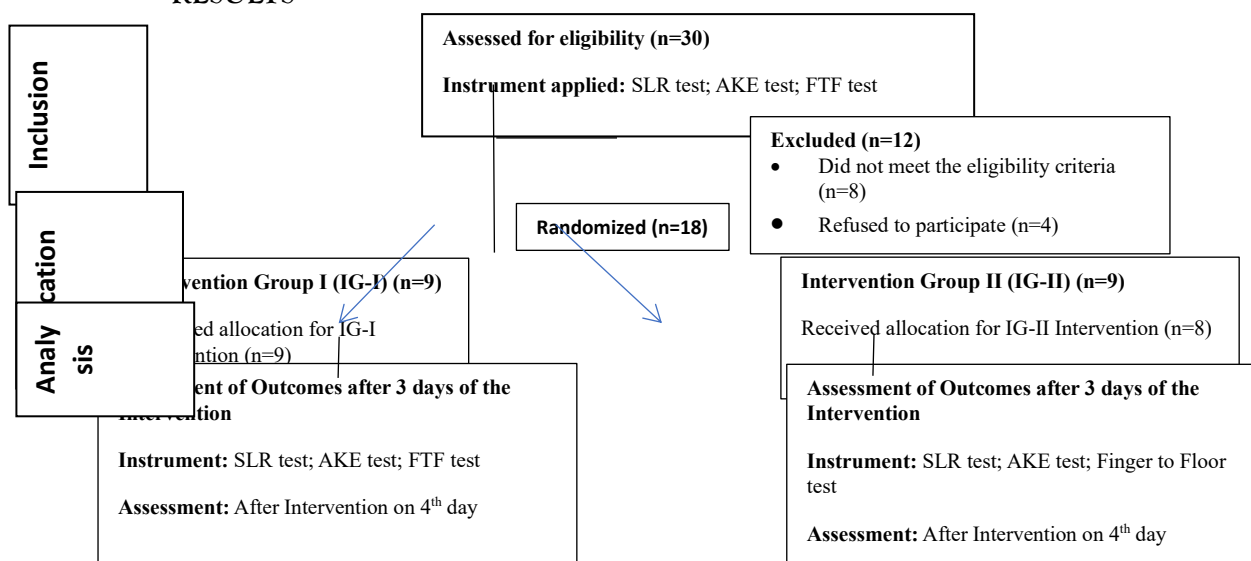 RESULTS
Inclusion
Assessed for eligibility (n=30)
Instrument applied: SLR test; AKE test; FTF test
Excluded (n=12)
• Did not meet the eligibility criteria
(n=8)
● Refused to participate (n=4)
Randomized (n=18)
cation
vention Group I (IG-I) (n=9)
ed allocation for IG-I
ntion (n=9)
Intervention Group II (IG-II) (n=9)
Received allocation for IG-II Intervention (n=8)
Analy
sis
ent of Outcomes after 3 days of the
Intervention
Instrument: SLR test; AKE test; FTF test
Assessment: After Intervention on 4th day
Assessment of Outcomes after 3 days of the
Intervention
Instrument: SLR test; AKE test; Finger to Floor
test
Assessment: After Intervention on 4th day